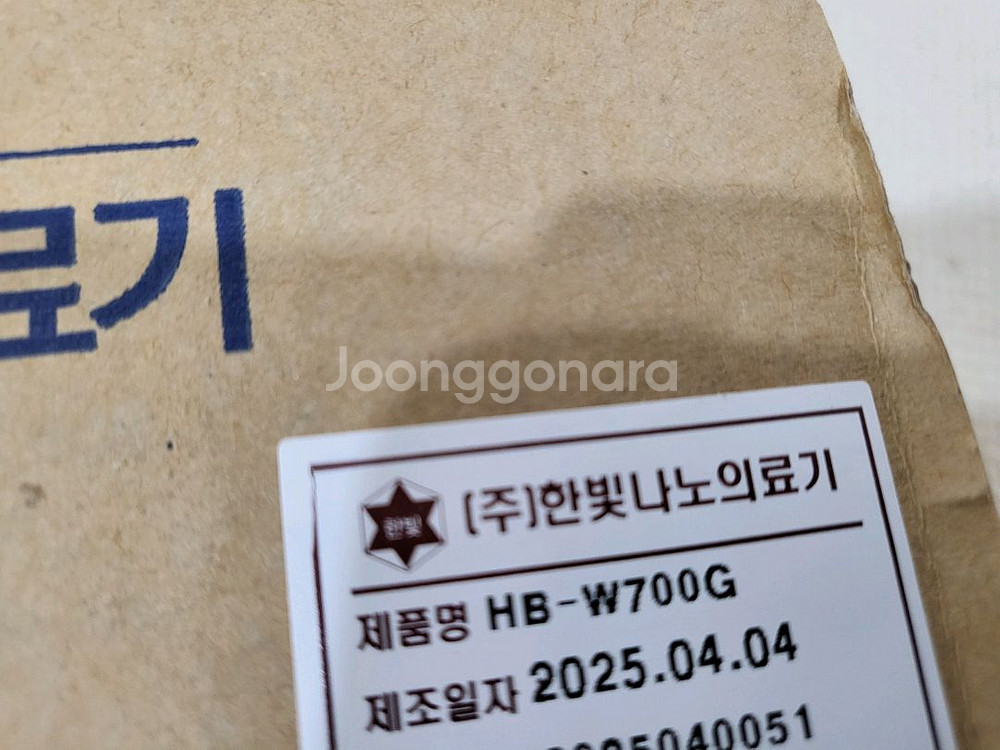 료기
Joonggonara
한빛
(주)한빛나노의료기
제품명 HB-W700G
제조일자 2025.04.04